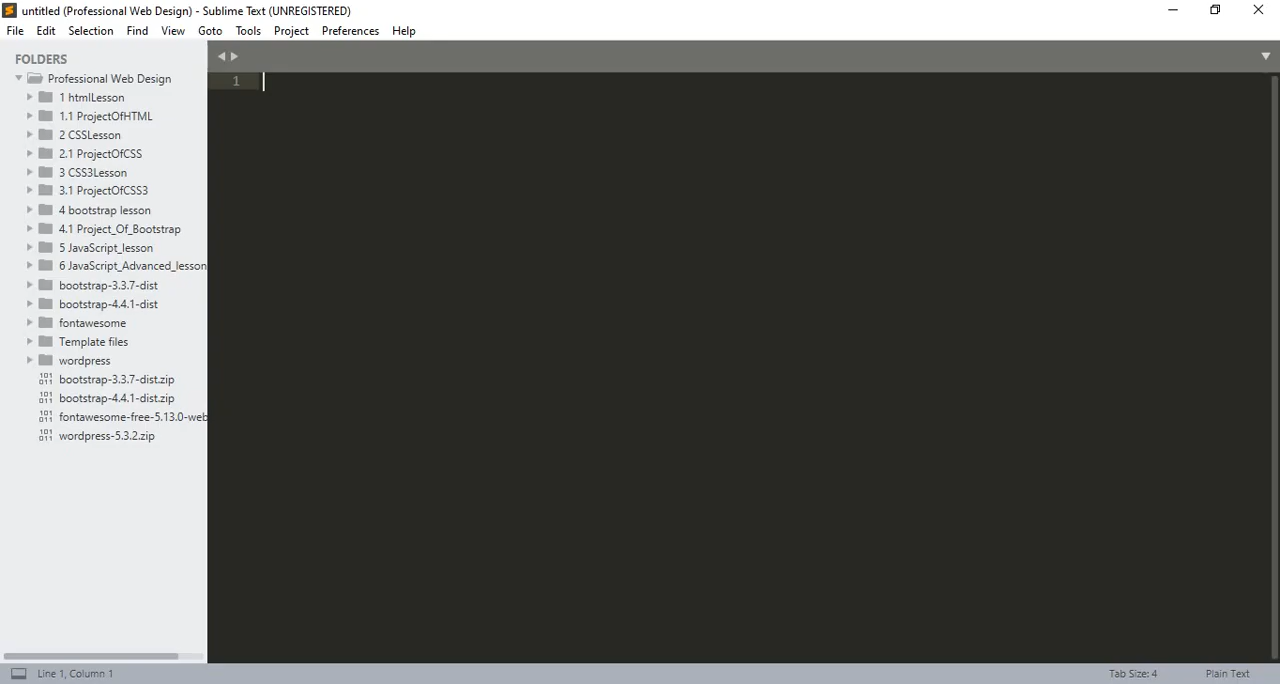 untitled (Professional Web Design) - Sublime Text (UNREGISTERED)
File Edit Selection Find View Goto Tools Project Preferences Help
FOLDERS
Professional Web Design
1 htmlLesson
1.1 ProjectOfHTML
2 CSSLesson
2.1 ProjectOfCSS
3 CSS3Lesson
3.1 ProjectOfCSS3
4 bootstrap lesson
4.1 Project_Of_Bootstrap
5 JavaScript_lesson
6 JavaScript_Advanced_lesson
bootstrap-3.3.7-dist
bootstrap-4.4.1-dist
fontawesome
Template files
wordpress
bootstrap-3.3.7-dist.zip
bootstrap-4.4.1-dist.zip
fontawesome-free-5.13.0-web
wordpress-5.3.2.zip
1
Line 1, Column 1
Tab Size: 4
Plain Text